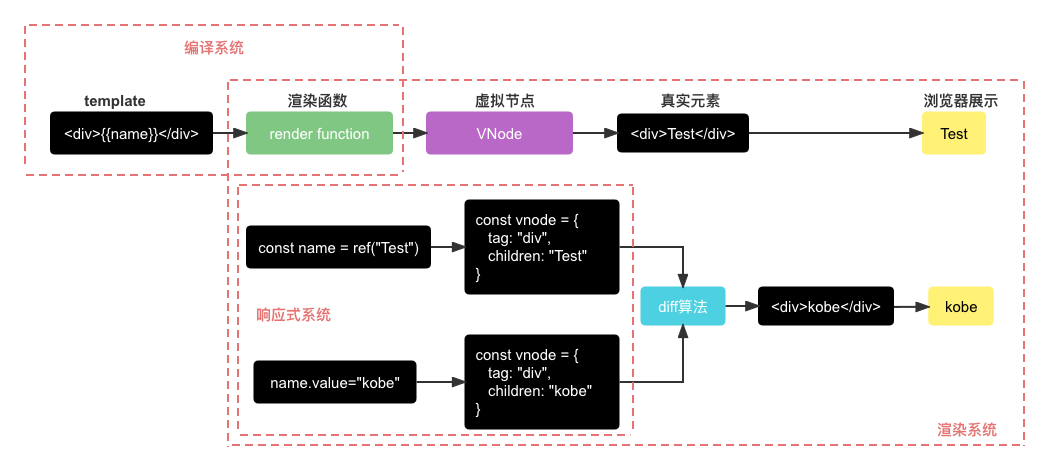 编译系统
template
渲染函数
虚拟节点
真实元素
浏览器展示
<div>{{name}}</div>
render function
VNode
<div>Test</div>
Test
const name = ref("Test")
const vnode = {
tag: "div",
children: "Test"
}
响应式系统
diff算法
<div>kobe</div>
kobe
name.value="kobe"
const vnode = {
tag: "div",
children: "kobe"
}
渲染系统